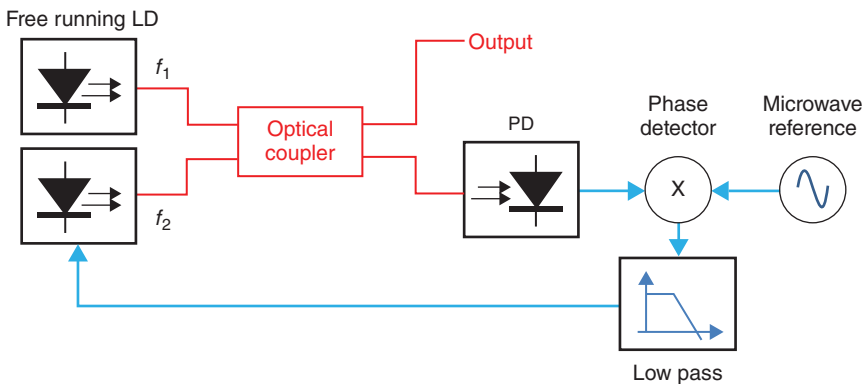 Free running LD
f1
Output
Optical
coupler
PD
Phase
detector
Microwave
reference
X
f2
Low pass